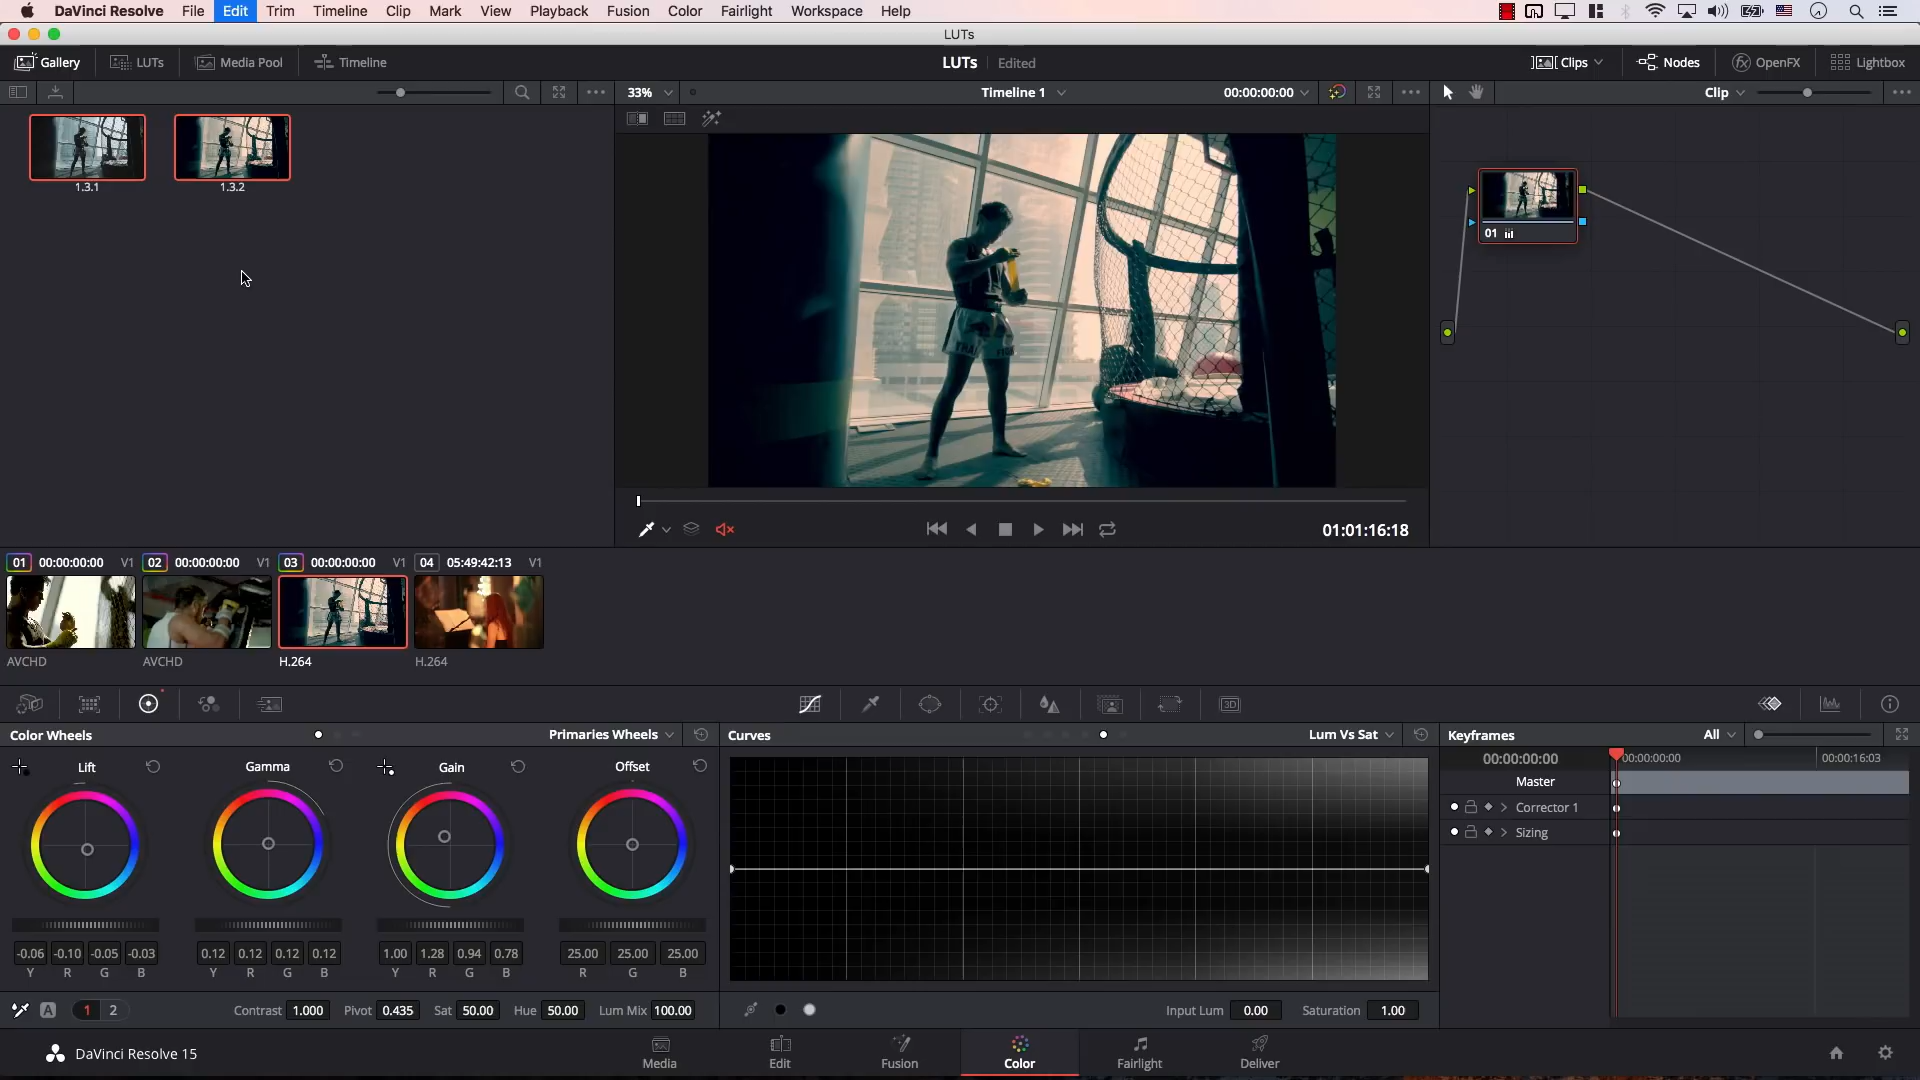 DaVinci Resolve File Edit Trim Timeline Clip Mark View Playback Fusion Color Fairlight Workspace Help
LUTs
Gallery LUTs Media Pool Timeline LUTs Edited Clips Nodes OpenFX Lightbox
33% Timeline 1 00:00:00:00 Clip
1.3.1 1.3.2
01
THAI FIGH
01:01:16:18
01 00:00:00:00 V1 02 00:00:00:00 V1 03 00:00:00:00 V1 04 05:49:42:13 V1
AVCHD AVCHD H.264 H.264
3D
Color Wheels Primaries Wheels Curves Lum Vs Sat Keyframes All
00:00:00:00 00:00:00:00 00:00:16:03
Lift Gamma Gain Offset
Master
Corrector 1
Sizing
-0.06 -0.10 -0.05 -0.03 0.12 0.12 0.12 0.12 1.00 1.28 0.94 0.78 25.00 25.00 25.00
Y R G B Y R G B Y R G B R G B
A 1 2 Contrast 1.000 Pivot 0.435 Sat 50.00 Hue 50.00 Lum Mix 100.00 Input Lum 0.00 Saturation 1.00
DaVinci Resolve 15 Media Edit Fusion Color Fairlight Deliver